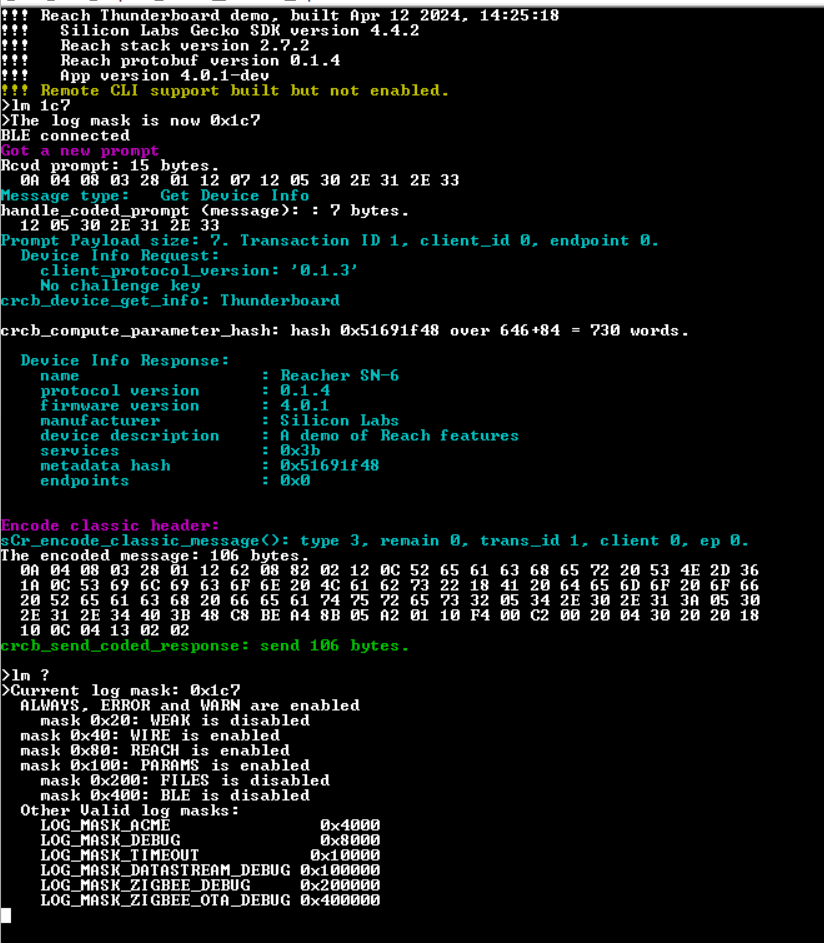 !!! Reach Thunderboard demo, built Apr 12 2024, 14:25:18
!!!    Silicon Labs Gecko SDK version 4.4.2
!!!    Reach stack version 2.7.2
!!!    Reach protobuf version 0.1.4
!!!    App version 4.0.1-dev
!!! Remote CLI support built but not enabled.
>lm 1c7
>The log mask is now 0x1c7
BLE connected
Got a new prompt
Rcvd prompt: 15 bytes.
  0A 04 08 03 28 01 12 07 12 05 30 2E 31 2E 33
Message type:   Get Device Info
handle_coded_prompt (message): : 7 bytes.
  12 05 30 2E 31 2E 33
Prompt Payload size: 7. Transaction ID 1, client_id 0, endpoint 0.
  Device Info Request:
    client_protocol_version: '0.1.3'
    No challenge key
crcb_device_get_info: Thunderboard
crcb_compute_parameter_hash: hash 0x51691f48 over 646+84 = 730 words.
  Device Info Response:
    name                  : Reacher SN-6
    protocol version      : 0.1.4
    firmware version      : 4.0.1
    manufacturer          : Silicon Labs
    device description    : A demo of Reach features
    services              : 0x3b
    metadata hash         : 0x51691f48
    endpoints             : 0x0
Encode classic header:
sCr_encode_classic_message(): type 3, remain 0, trans_id 1, client 0, ep 0.
The encoded message: 106 bytes.
  0A 04 08 03 28 01 12 62 08 82 02 12 0C 52 65 61 63 68 65 72 20 53 4E 2D 36
  1A 0C 53 69 6C 69 63 6F 6E 20 4C 61 62 73 22 18 41 20 64 65 6D 6F 20 6F 66
  20 52 65 61 63 68 20 66 65 61 74 75 72 65 73 32 05 34 2E 30 2E 31 3A 05 30
  2E 31 2E 34 40 3B 48 C8 BE A4 8B 05 A2 01 10 F4 00 C2 00 20 04 30 20 20 18
  10 0C 04 13 02 02
crcb_send_coded_response: send 106 bytes.
>lm ?
>Current log mask: 0x1c7
  ALWAYS, ERROR and WARN are enabled
    mask 0x20: WEAK is disabled
  mask 0x40: WIRE is enabled
  mask 0x80: REACH is enabled
  mask 0x100: PARAMS is enabled
    mask 0x200: FILES is disabled
    mask 0x400: BLE is disabled
  Other Valid log masks:
    LOG_MASK_ACME               0x4000
    LOG_MASK_DEBUG              0x8000
    LOG_MASK_TIMEOUT           0x10000
    LOG_MASK_DATASTREAM_DEBUG 0x100000
    LOG_MASK_ZIGBEE_DEBUG     0x200000
    LOG_MASK_ZIGBEE_OTA_DEBUG 0x400000